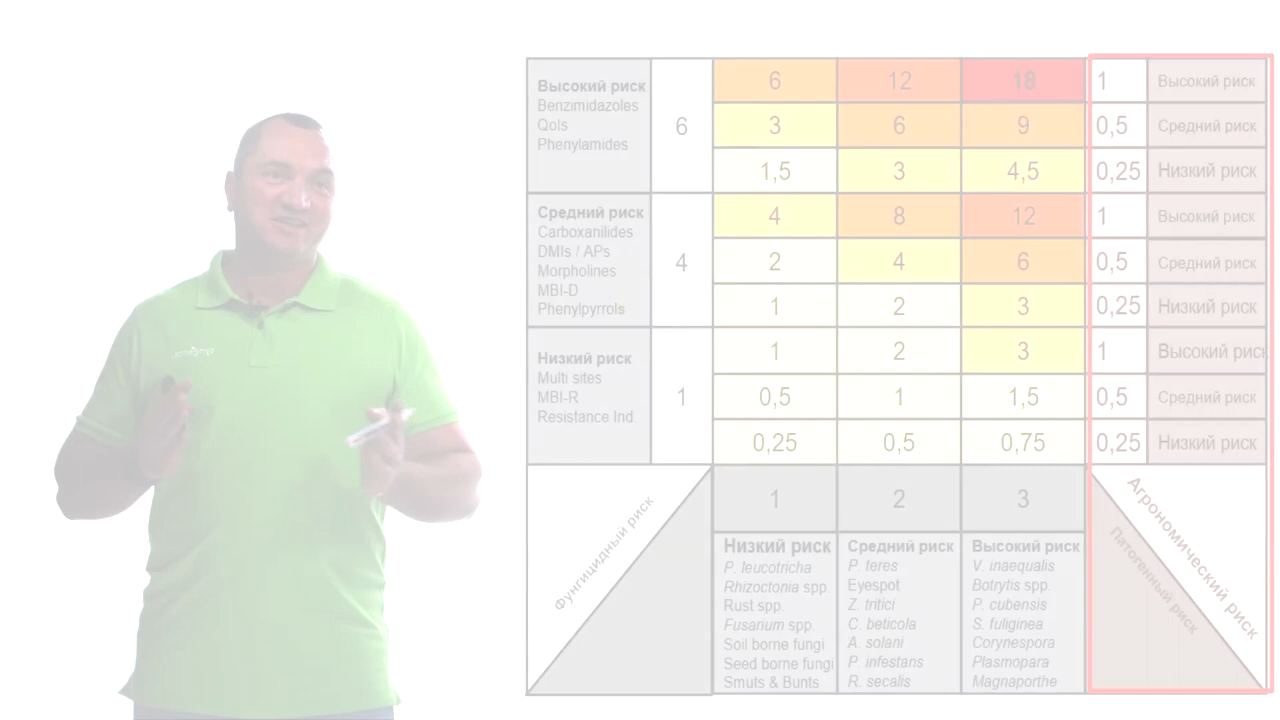 Высокий риск
Benzimidazoles
QoIs
Phenylamides
6
6 12 18 1 Высокий риск
3 6 9 0,5 Средний риск
1,5 3 4,5 0,25 Низкий риск
Средний риск
Carboxanilides
DMIs / APs
Morpholines
MBI-D
Phenylpyrrols
4
4 8 12 1 Высокий риск
2 4 6 0,5 Средний риск
1 2 3 0,25 Низкий риск
Низкий риск
Multi sites
MBI-R
Resistance Ind.
1
1 2 3 1 Высокий риск
0,5 1 1,5 0,5 Средний риск
0,25 0,5 0,75 0,25 Низкий риск
Фунгицидный риск
1 2 3
Низкий риск
P. leucotricha
Rhizoctonia spp.
Rust spp.
Fusarium spp.
Soil borne fungi
Seed borne fungi
Smuts & Bunts
Средний риск
P. teres
Eyespot
Z. tritici
C. beticola
A. solani
P. infestans
R. secalis
Высокий риск
V. inaequalis
Botrytis spp.
P. cubensis
S. fuliginea
Corynespora
Plasmopara
Magnaporthe
Агрономический риск
Патогенный риск